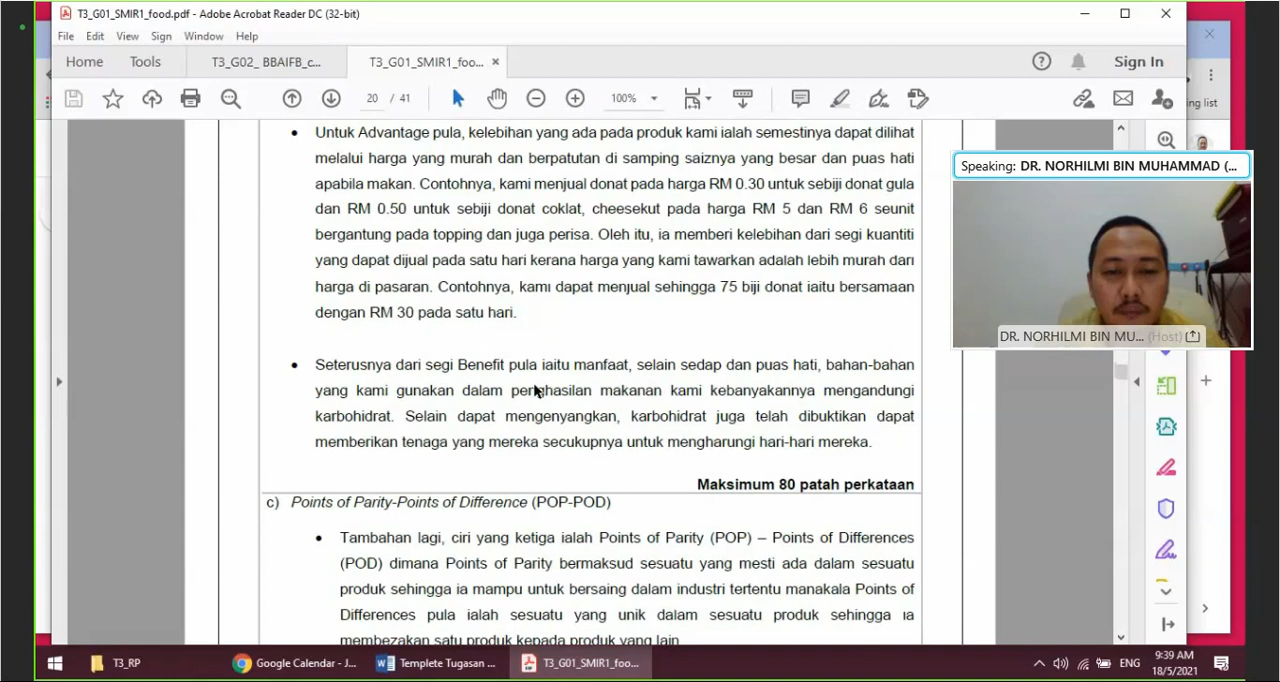 T3_G01_SMIR1_food.pdf - Adobe Acrobat Reader DC (32-bit)
File Edit View Sign Window Help
Home Tools T3_G02_ BBAIFB_c... T3_G01_SMIR1_foo... × Sign In
20 / 41 100%
ing list
Speaking: DR. NORHILMI BIN MUHAMMAD (...
DR. NORHILMI BIN MU... (Host)
• Untuk Advantage pula, kelebihan yang ada pada produk kami ialah semestinya dapat dilihat
melalui harga yang murah dan berpatutan di samping saiznya yang besar dan puas hati
apabila makan. Contohnya, kami menjual donat pada harga RM 0.30 untuk sebiji donat gula
dan RM 0.50 untuk sebiji donat coklat, cheesekut pada harga RM 5 dan RM 6 seunit
bergantung pada topping dan juga perisa. Oleh itu, ia memberi kelebihan dari segi kuantiti
yang dapat dijual pada satu hari kerana harga yang kami tawarkan adalah lebih murah dari
harga di pasaran. Contohnya, kami dapat menjual sehingga 75 biji donat iaitu bersamaan
dengan RM 30 pada satu hari.
• Seterusnya dari segi Benefit pula iaitu manfaat, selain sedap dan puas hati, bahan-bahan
yang kami gunakan dalam penghasilan makanan kami kebanyakannya mengandungi
karbohidrat. Selain dapat mengenyangkan, karbohidrat juga telah dibuktikan dapat
memberikan tenaga yang mereka secukupnya untuk mengharungi hari-hari mereka.
Maksimum 80 patah perkataan
c) Points of Parity-Points of Difference (POP-POD)
• Tambahan lagi, ciri yang ketiga ialah Points of Parity (POP) – Points of Differences
(POD) dimana Points of Parity bermaksud sesuatu yang mesti ada dalam sesuatu
produk sehingga ia mampu untuk bersaing dalam industri tertentu manakala Points of
Differences pula ialah sesuatu yang unik dalam sesuatu produk sehingga ia
membezakan satu produk kepada produk yang lain
T3_RP Google Calendar - J... Templete Tugasan ... T3_G01_SMIR1_foo... ENG 9:39 AM
18/5/2021